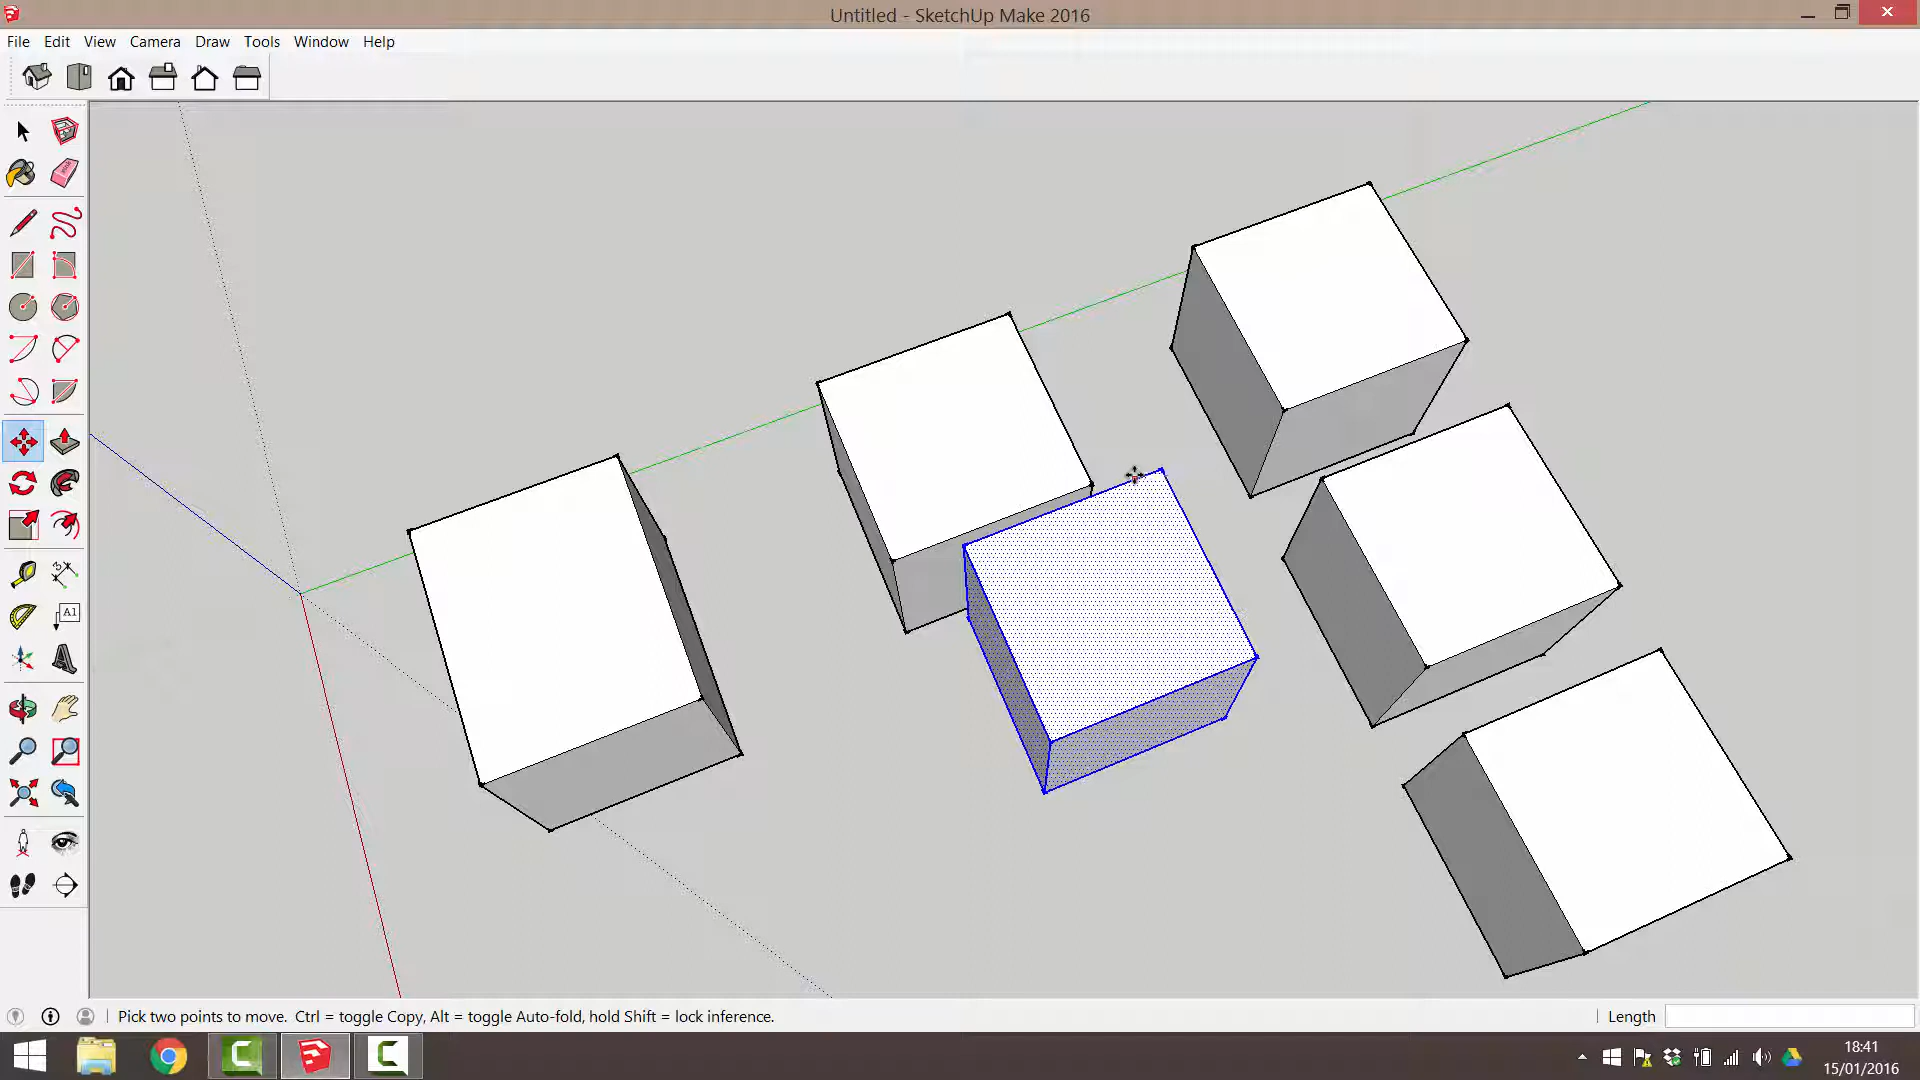 Untitled - SketchUp Make 2016
File Edit View Camera Draw Tools Window Help
A1
Pick two points to move. Ctrl = toggle Copy, Alt = toggle Auto-fold, hold Shift = lock inference.
Length
18:41
15/01/2016